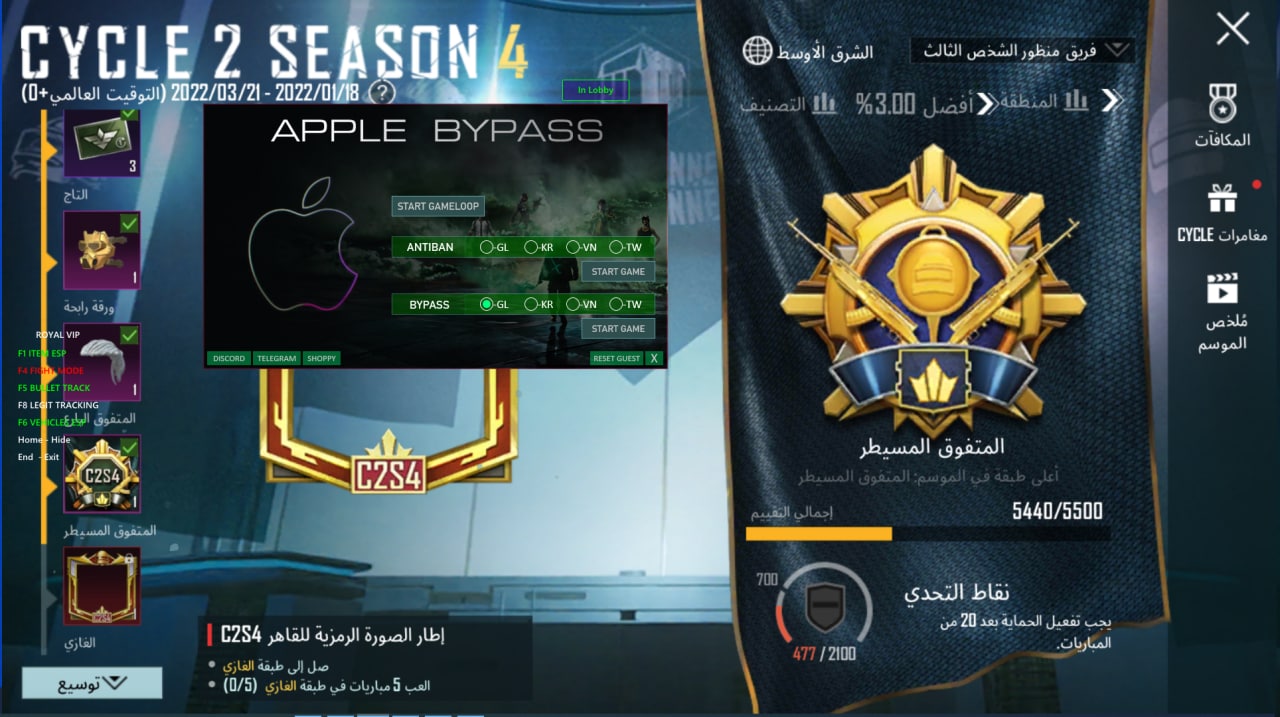 CYCLE 2 SEASON 4
2022/03/21 - 2022/01/18 (التوقيت العالمي+0)
?
In Lobby
APPLE BYPASS
START GAMELOOP
ANTIBAN -GL -KR -VN -TW
START GAME
BYPASS -GL -KR -VN -TW
START GAME
DISCORD TELEGRAM SHOPPY RESET GUEST X
3
التاج
1
ورقة رابحة
1
المتفوق البارع
C2S4
1
المتفوق المسيطر
1
الغازي
توسيع
ROYAL VIP
F1 ITEM ESP
F4 FIGHT MODE
F5 BULLET TRACK
F8 LEGIT TRACKING
F6 VEHICLE ESP
Home - Hide
End - Exit
C2S4
إطار الصورة الرمزية للقاهر C2S4
صل إلى طبقة الغازي
العب 5 مباريات في طبقة الغازي (0/5)
الشرق الأوسط
فريق منظور الشخص الثالث
المنطقة
أفضل 3.00%
التصنيف
المتفوق المسيطر
أعلى طبقة في الموسم: المتفوق المسيطر
إجمالي التقييم
5440/5500
نقاط التحدي
يجب تفعيل الحماية بعد 20 من
المباريات.
700
477 / 2100
المكافآت
مغامرات CYCLE
مُلخص
الموسم